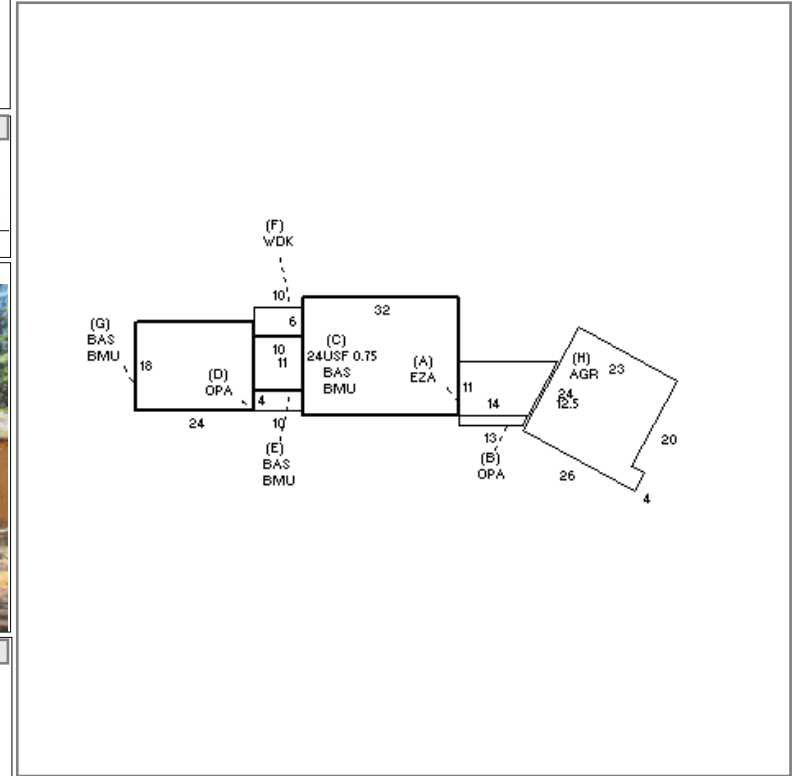 (F)
WDK
10
6
32
(G)
BAS
BMU
18
(D)
OPA
10
11
24USF 0.75
(C)
BAS
BMU
(A)
EZA
11
14
(H)
AGR
23
24
12.5
4
24
10
(E)
BAS
BMU
13
(B)
OPA
26
20
4